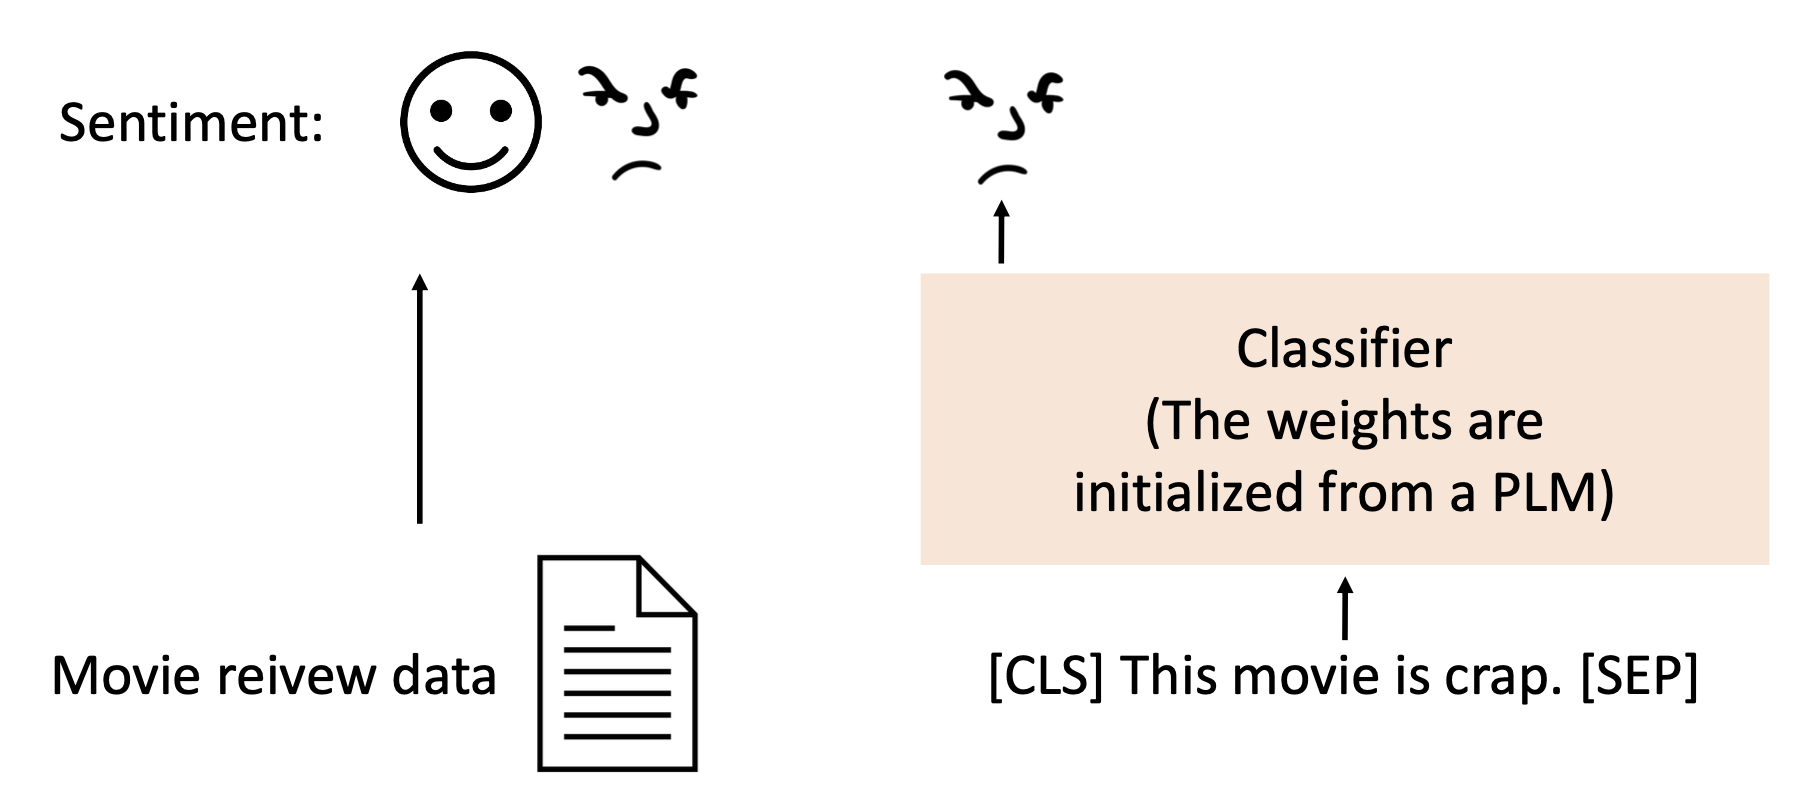 Sentiment:
Classifier
(The weights are
initialized from a PLM)
Movie reivew data
[CLS] This movie is crap. [SEP]